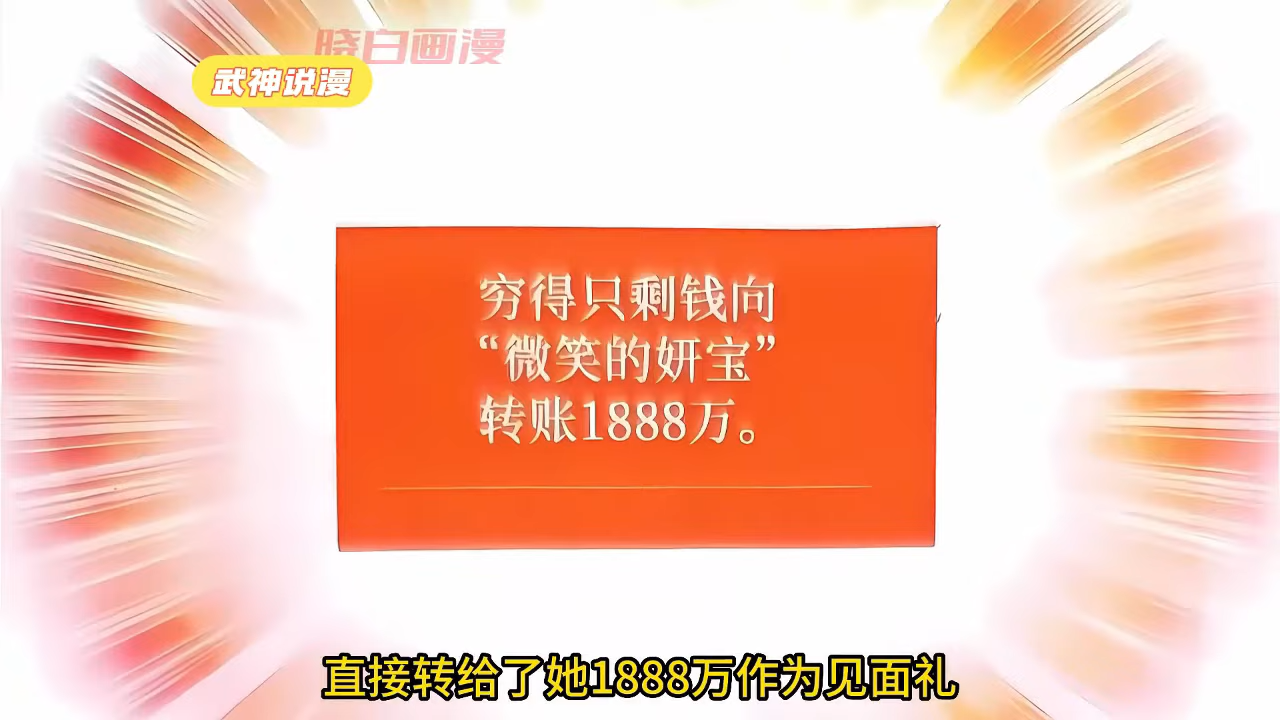 晓白画漫
武神说漫
穷得只剩钱向
“微笑的妍宝”
转账1888万。
直接转给了她1888万作为见面礼